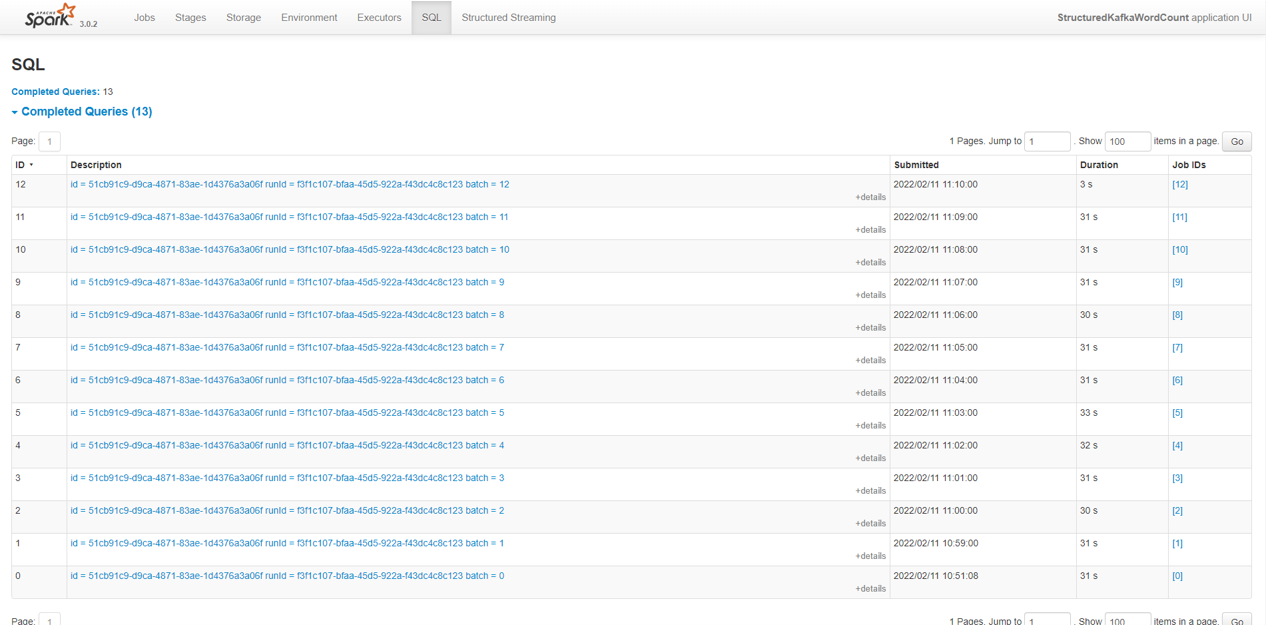 APACHE
Spark 3.0.2 Jobs Stages Storage Environment Executors SQL Structured Streaming StructuredKafkaWordCount application UI
SQL
Completed Queries: 13
Completed Queries (13)
Page: 1 1 Pages. Jump to 1 . Show 100 items in a page. Go
ID Description Submitted Duration Job IDs
12 id = 51cb91c9-d9ca-4871-83ae-1d4376a3a06f runId = f3f1c107-bfaa-45d5-922a-f43dc4c8c123 batch = 12 2022/02/11 11:10:00 3 s [12]
+details
11 id = 51cb91c9-d9ca-4871-83ae-1d4376a3a06f runId = f3f1c107-bfaa-45d5-922a-f43dc4c8c123 batch = 11 2022/02/11 11:09:00 31 s [11]
+details
10 id = 51cb91c9-d9ca-4871-83ae-1d4376a3a06f runId = f3f1c107-bfaa-45d5-922a-f43dc4c8c123 batch = 10 2022/02/11 11:08:00 31 s [10]
+details
9 id = 51cb91c9-d9ca-4871-83ae-1d4376a3a06f runId = f3f1c107-bfaa-45d5-922a-f43dc4c8c123 batch = 9 2022/02/11 11:07:00 31 s [9]
+details
8 id = 51cb91c9-d9ca-4871-83ae-1d4376a3a06f runId = f3f1c107-bfaa-45d5-922a-f43dc4c8c123 batch = 8 2022/02/11 11:06:00 30 s [8]
+details
7 id = 51cb91c9-d9ca-4871-83ae-1d4376a3a06f runId = f3f1c107-bfaa-45d5-922a-f43dc4c8c123 batch = 7 2022/02/11 11:05:00 31 s [7]
+details
6 id = 51cb91c9-d9ca-4871-83ae-1d4376a3a06f runId = f3f1c107-bfaa-45d5-922a-f43dc4c8c123 batch = 6 2022/02/11 11:04:00 31 s [6]
+details
5 id = 51cb91c9-d9ca-4871-83ae-1d4376a3a06f runId = f3f1c107-bfaa-45d5-922a-f43dc4c8c123 batch = 5 2022/02/11 11:03:00 33 s [5]
+details
4 id = 51cb91c9-d9ca-4871-83ae-1d4376a3a06f runId = f3f1c107-bfaa-45d5-922a-f43dc4c8c123 batch = 4 2022/02/11 11:02:00 32 s [4]
+details
3 id = 51cb91c9-d9ca-4871-83ae-1d4376a3a06f runId = f3f1c107-bfaa-45d5-922a-f43dc4c8c123 batch = 3 2022/02/11 11:01:00 31 s [3]
+details
2 id = 51cb91c9-d9ca-4871-83ae-1d4376a3a06f runId = f3f1c107-bfaa-45d5-922a-f43dc4c8c123 batch = 2 2022/02/11 11:00:00 30 s [2]
+details
1 id = 51cb91c9-d9ca-4871-83ae-1d4376a3a06f runId = f3f1c107-bfaa-45d5-922a-f43dc4c8c123 batch = 1 2022/02/11 10:59:00 31 s [1]
+details
0 id = 51cb91c9-d9ca-4871-83ae-1d4376a3a06f runId = f3f1c107-bfaa-45d5-922a-f43dc4c8c123 batch = 0 2022/02/11 10:51:08 31 s [0]
+details
Page: 1 1 Pages. Jump to 1 . Show 100 items in a page. Go